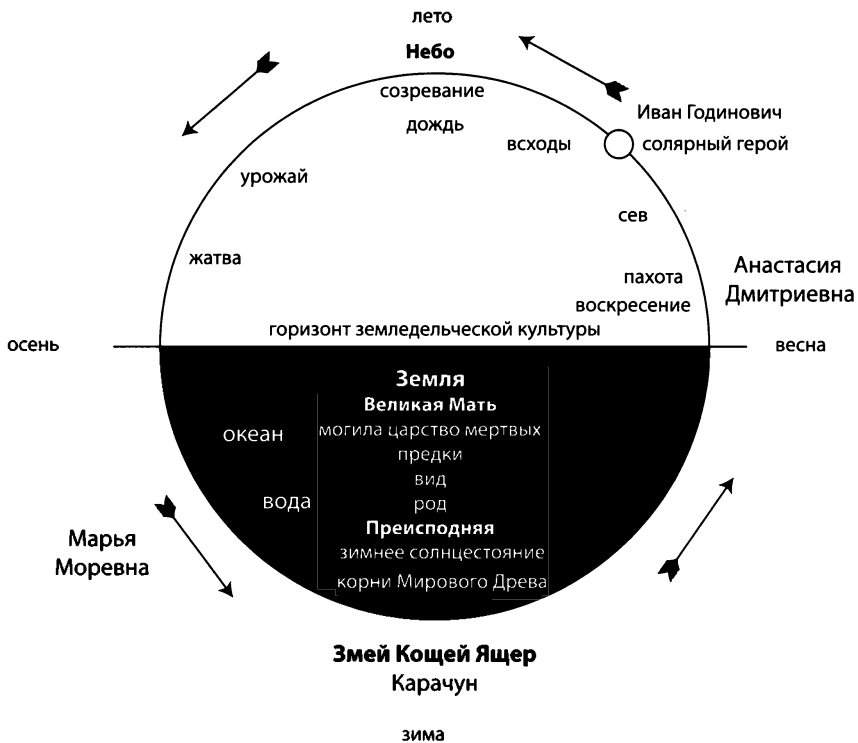 лето
Небо
созревание
дождь
Иван Годинович
всходы
солярный герой
урожай
сев
жатва
Анастасия
Дмитриевна
пахота
воскресение
горизонт земледельческой культуры
осень
весна
Земля
Великая Мать
океан
могила царство мертвых
предки
вид
вода
род
Преисподняя
зимнее солнцестояние
корни Мирового Древа
Марья
Моревна
Змей Кощей Ящер
Карачун
зима